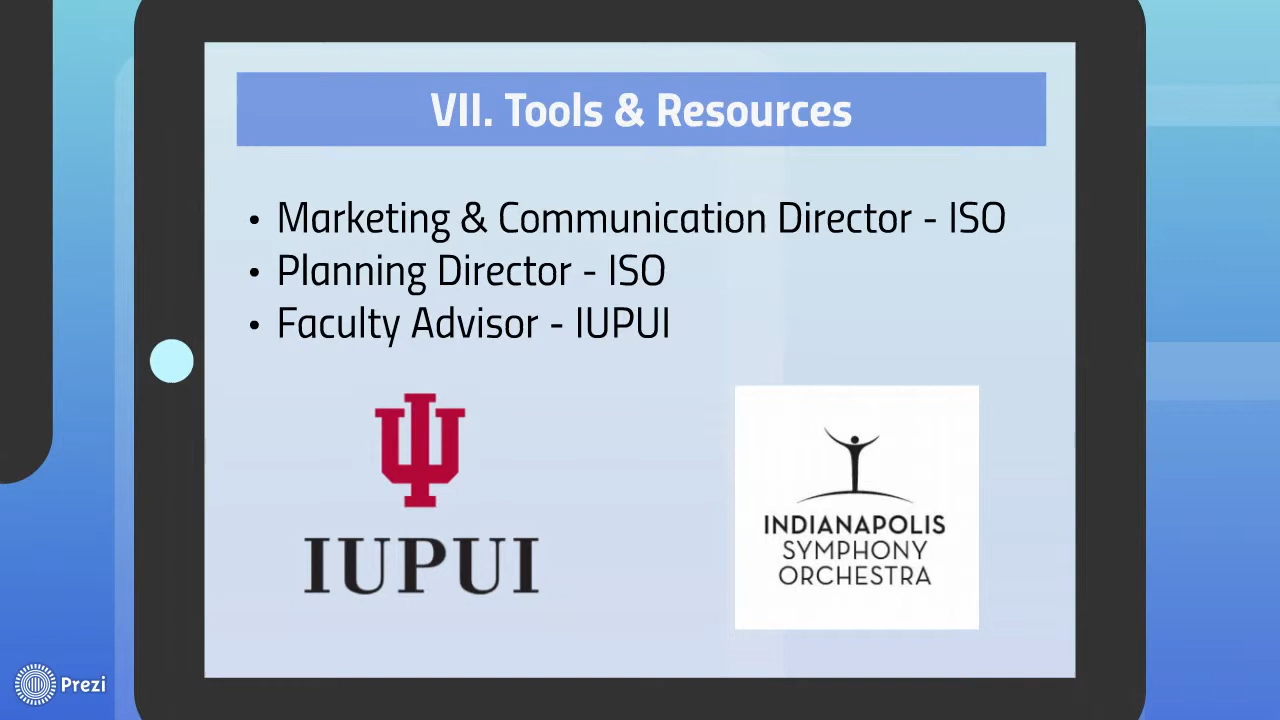 VII. Tools & Resources
• Marketing & Communication Director - ISO
• Planning Director - ISO
• Faculty Advisor - IUPUI
IUPUI
INDIANAPOLIS
SYMPHONY
ORCHESTRA
Prezi